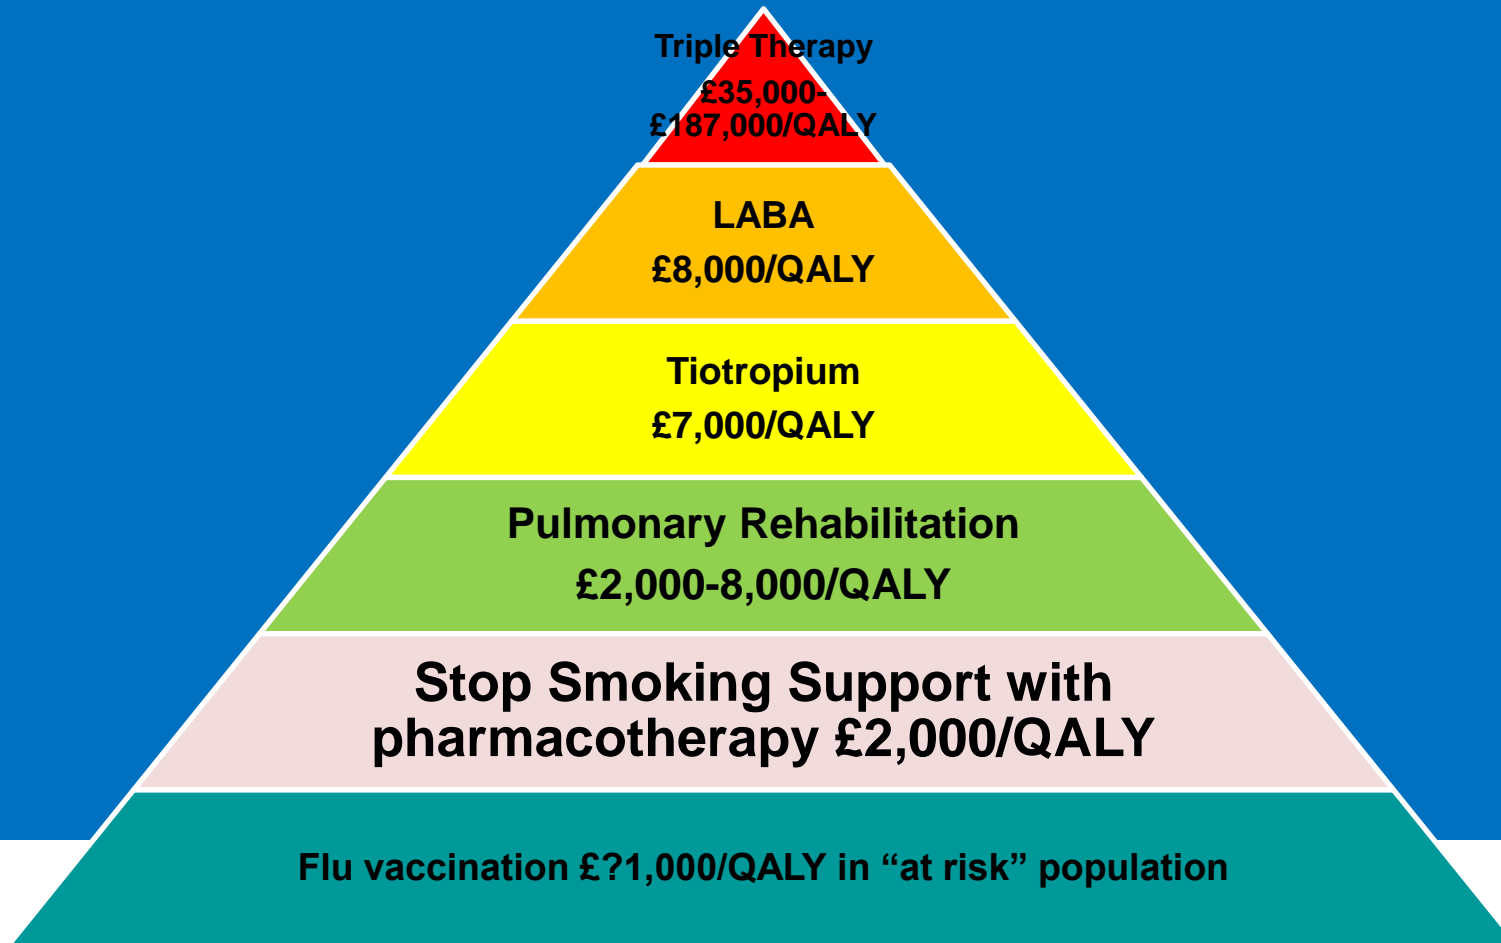 Triple Therapy
£35,000-
£187,000/QALY
LABA
£8,000/QALY
Tiotropium
£7,000/QALY
Pulmonary Rehabilitation
£2,000-8,000/QALY
Stop Smoking Support with
pharmacotherapy £2,000/QALY
Flu vaccination £?1,000/QALY in “at risk” population